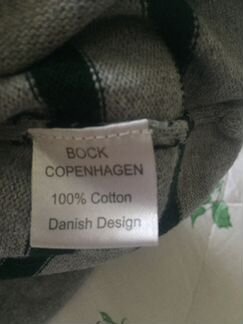 BOCK
COPENHAGEN
100% Cotton
Danish Design